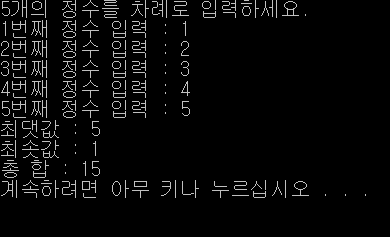 5개의 정수를 차례로 입력하세요.
1번째 정수 입력 : 1
2번째 정수 입력 : 2
3번째 정수 입력 : 3
4번째 정수 입력 : 4
5번째 정수 입력 : 5
최댓값 : 5
최솟값 : 1
총 합 : 15
계속하려면 아무 키나 누르십시오 . . .